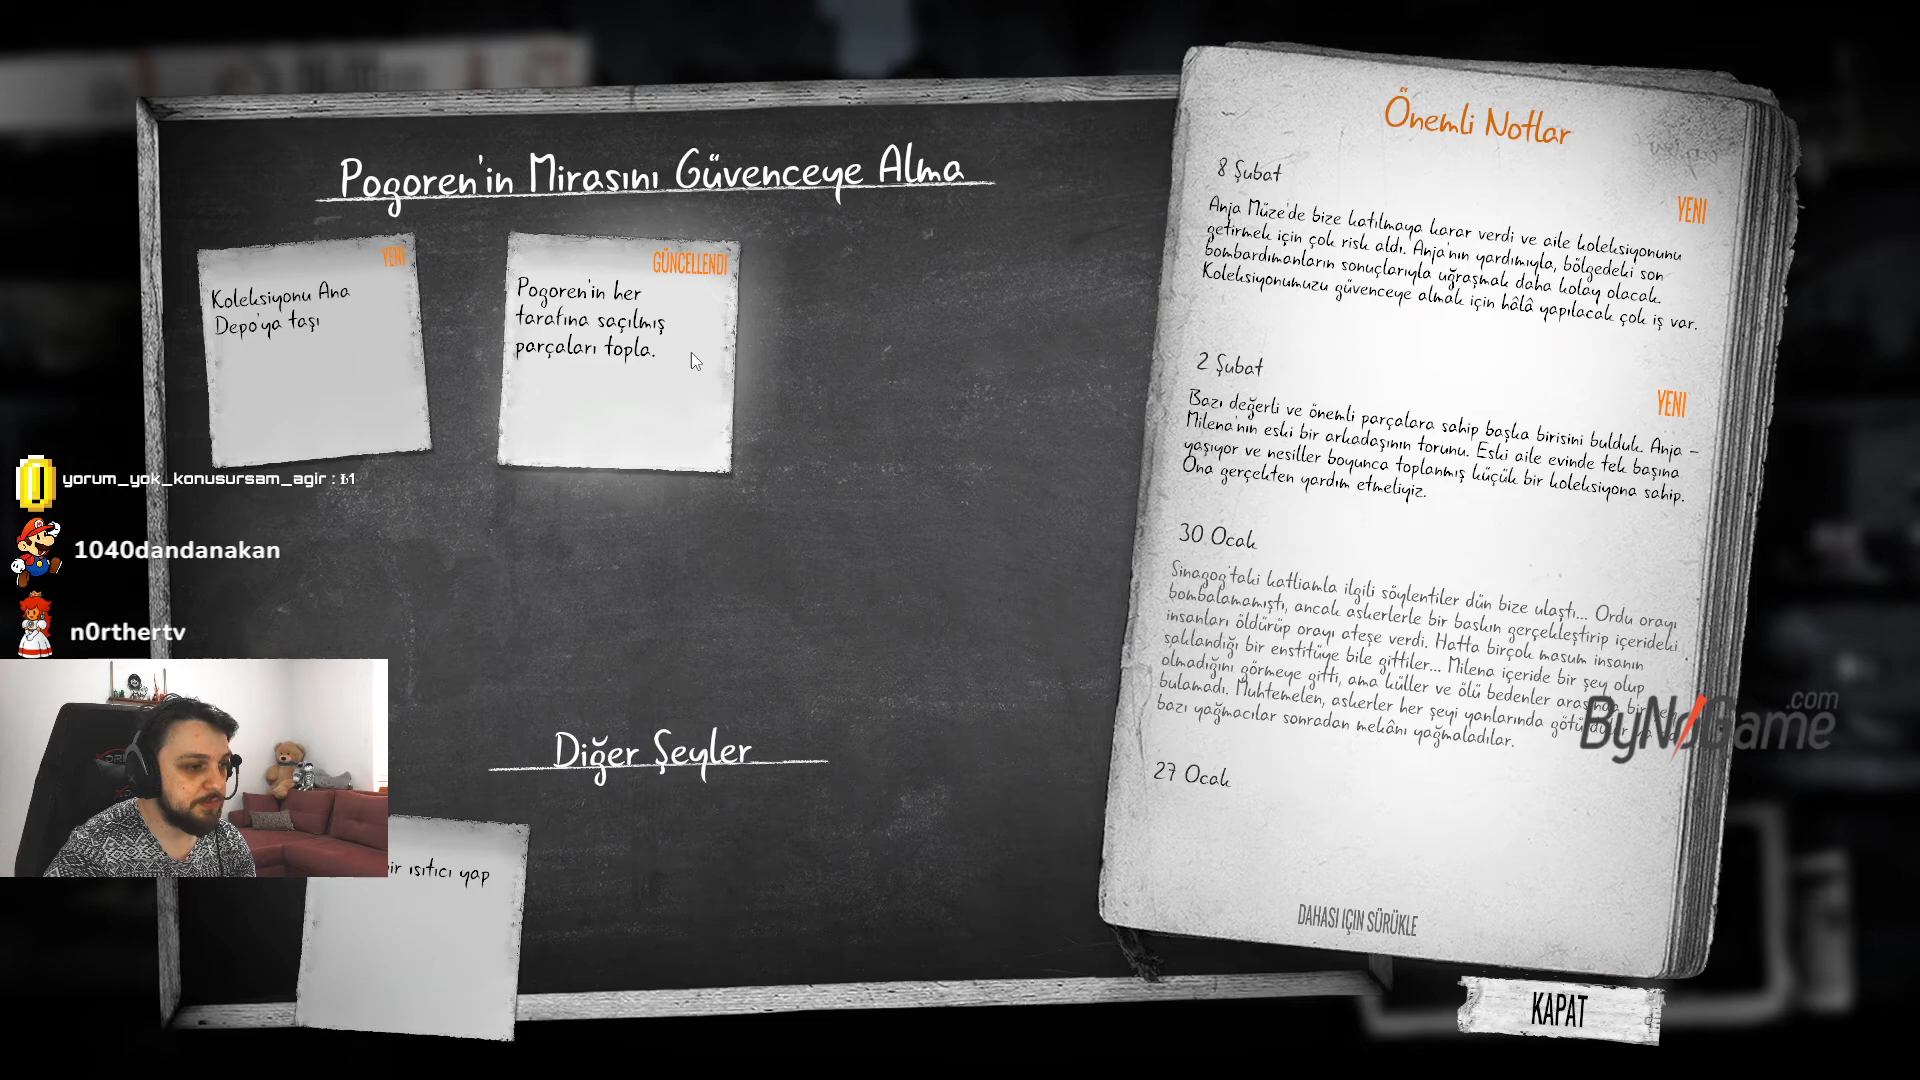 Pogoren'in Mirasını Güvenceye Alma
YENİ
Koleksiyonu Ana
Depo'ya taşı
GÜNCELLENDİ
Pogoren'in her
tarafına saçılmış
parçaları topla.
yorum_yok_konusursam_agir : ₺1
1040dandanakan
n0rthertv
Diğer Şeyler
bir ısıtıcı yap
Önemli Notlar
8 Şubat
YENİ
Anja Müze'de bize katılmaya karar verdi ve aile koleksiyonunu
getirmek için çok risk aldı. Anja'nın yardımıyla, bölgedeki son
bombardımanların sonuçlarıyla uğraşmak daha kolay olacak.
Koleksiyonumuzu güvenceye almak için hâlâ yapılacak çok iş var.
2 Şubat
YENİ
Bazı değerli ve önemli parçalara sahip başka birisini bulduk. Anja –
Milena'nın eski bir arkadaşının torunu. Eski aile evinde tek başına
yaşıyor ve nesiller boyunca toplanmış küçük bir koleksiyona sahip.
Ona gerçekten yardım etmeliyiz.
30 Ocak
Sinagog'taki katliamla ilgili söylentiler dün bize ulaştı... Ordu orayı
bombalamamıştı, ancak askerlerle bir baskın gerçekleştirip içerideki
insanları öldürüp orayı ateşe verdi. Hatta birçok masum insanın
saklandığı bir enstitüye bile gittiler... Milena içeride bir şey olup
olmadığını görmeye gitti, ama küller ve ölü bedenler arasında bir şey
bulamadı. Muhtemelen, askerler her şeyi yanlarında
bazı yağmacılar sonradan mekânı yağmaladılar.
ByNoGame.com
27 Ocak
DAHASI İÇİN SÜRÜKLE
KAPAT